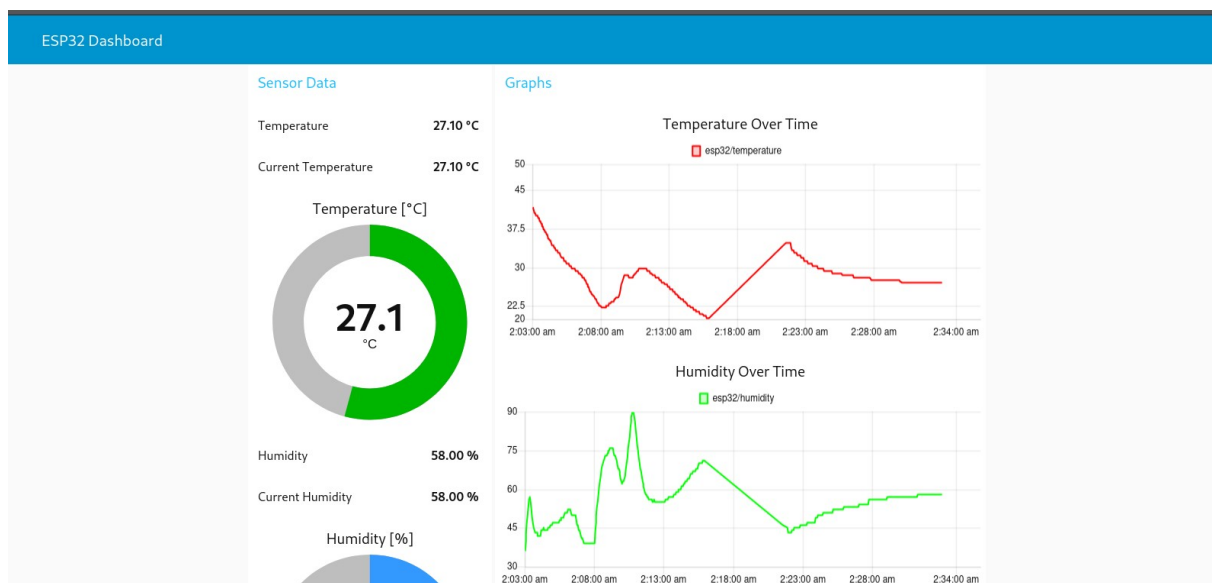 ESP32 Dashboard
Sensor Data
Temperature 27.10 °C
Current Temperature 27.10 °C
Temperature [°C]
27.1
°C
Humidity 58.00 %
Current Humidity 58.00 %
Humidity [%]
Graphs
Temperature Over Time
esp32/temperature
50
45
37.5
30
22.5
20
2:03:00 am 2:08:00 am 2:13:00 am 2:18:00 am 2:23:00 am 2:28:00 am 2:34:00 am
Humidity Over Time
esp32/humidity
90
75
60
45
30
2:03:00 am 2:08:00 am 2:13:00 am 2:18:00 am 2:23:00 am 2:28:00 am 2:34:00 am